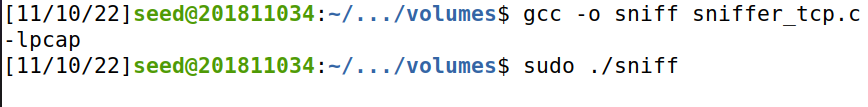 [11/10/22]seed@201811034:~/.../volumes$ gcc -o sniff sniffer_tcp.c
-lpcap
[11/10/22]seed@201811034:~/.../volumes$ sudo ./sniff